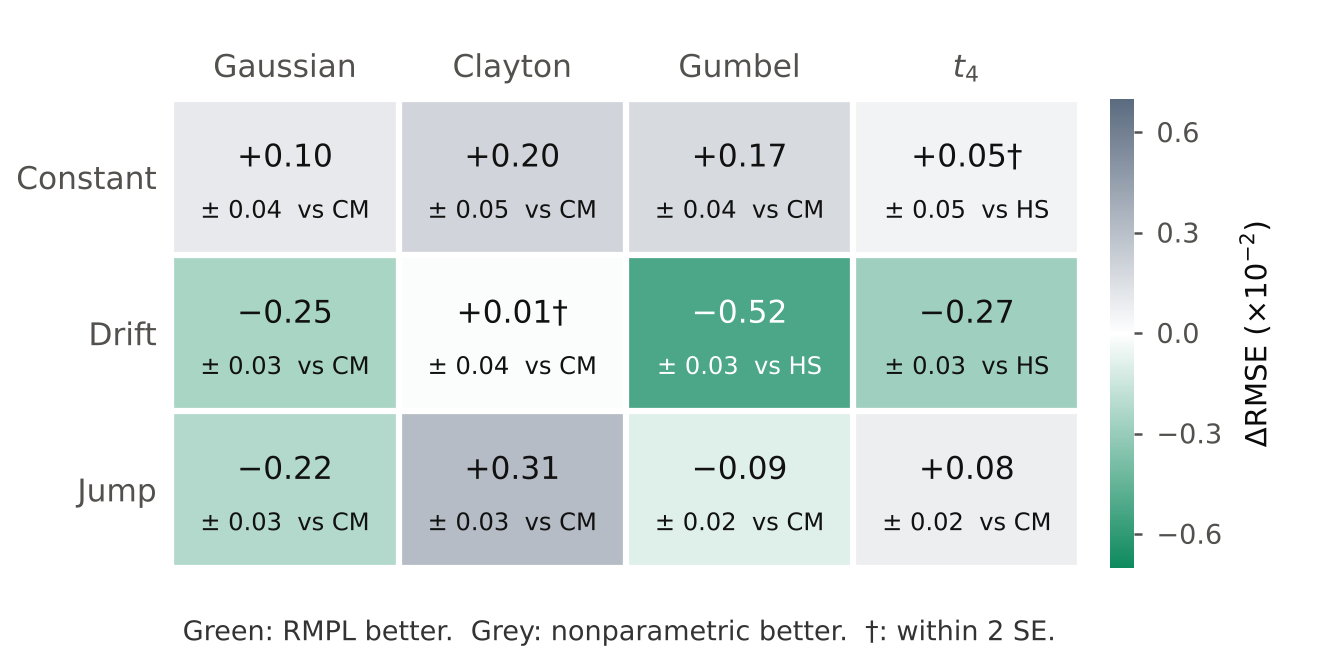 Gaussian Clayton Gumbel t₄
Constant +0.10 +0.20 +0.17 +0.05†
± 0.04 vs CM ± 0.05 vs CM ± 0.04 vs CM ± 0.05 vs HS
Drift −0.25 +0.01† −0.52 −0.27
± 0.03 vs CM ± 0.04 vs CM ± 0.03 vs HS ± 0.03 vs HS
Jump −0.22 +0.31 −0.09 +0.08
± 0.03 vs CM ± 0.03 vs CM ± 0.02 vs CM ± 0.02 vs CM
0.6
0.3
0.0
−0.3
−0.6
ΔRMSE (×10⁻²)
Green: RMPL better. Grey: nonparametric better. †: within 2 SE.